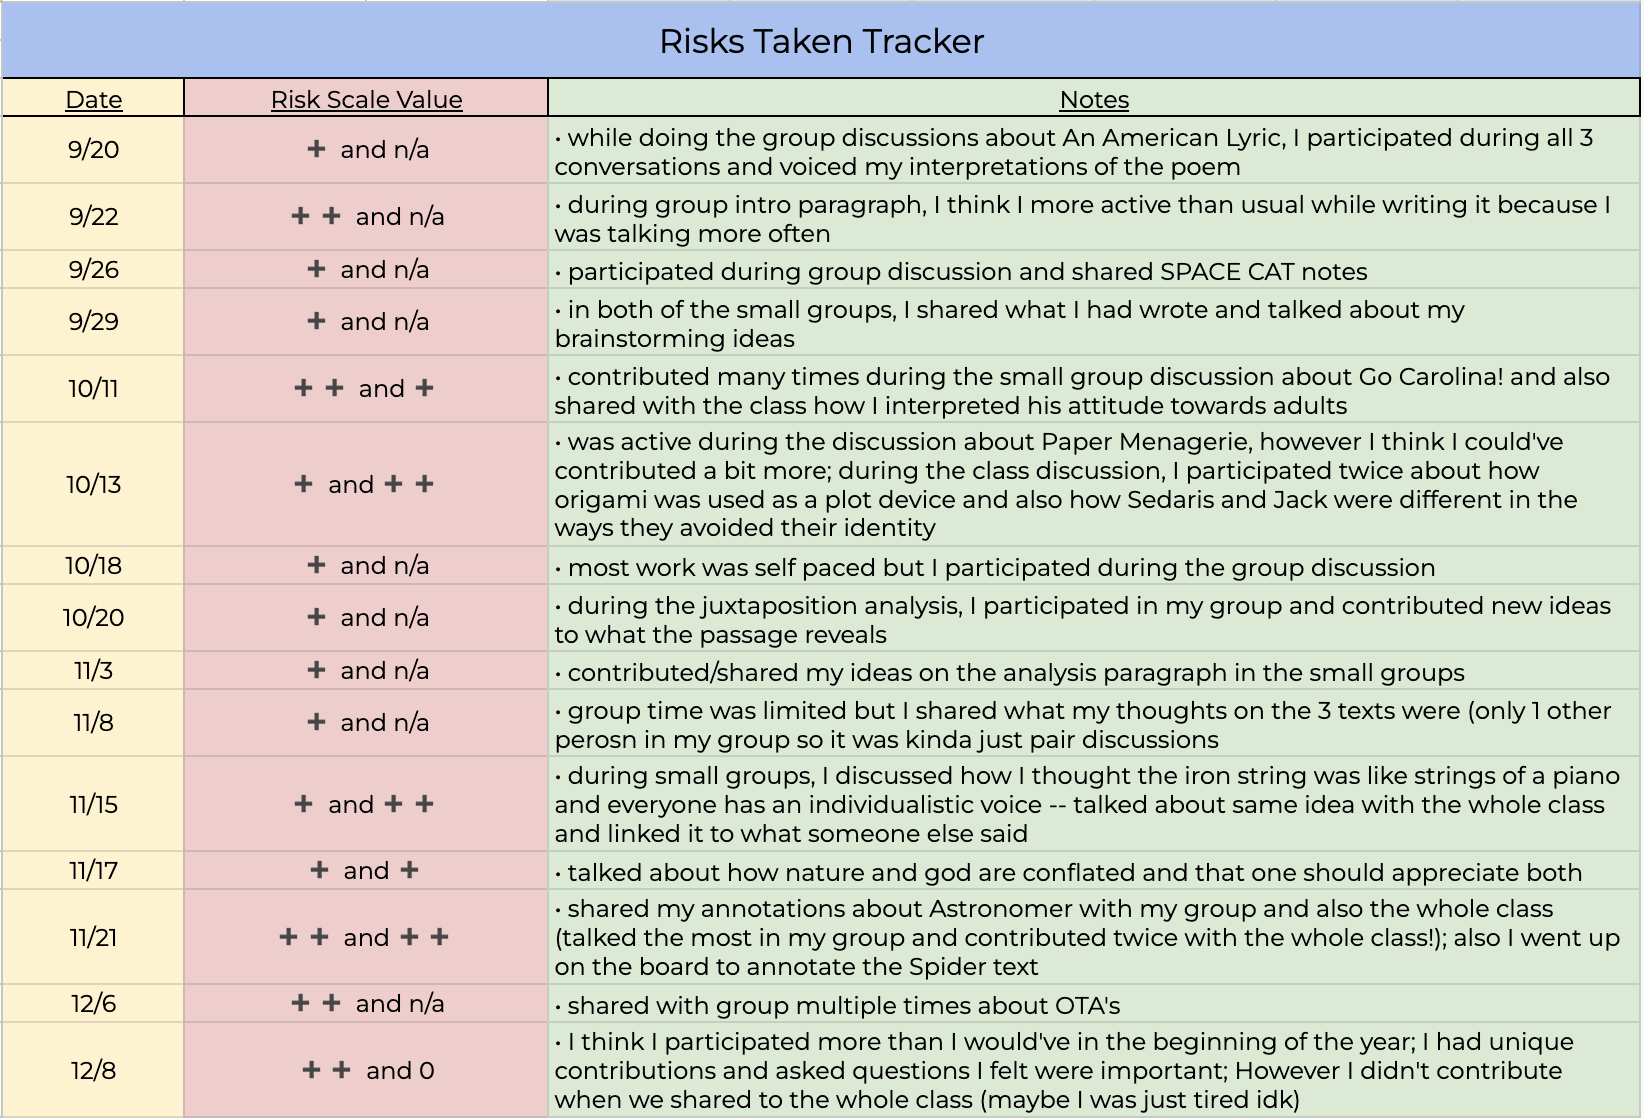 Risks Taken Tracker
Date Risk Scale Value Notes
9/20 + and n/a • while doing the group discussions about An American Lyric, I participated during all 3
conversations and voiced my interpretations of the poem
9/22 + + and n/a • during group intro paragraph, I think I more active than usual while writing it because I
was talking more often
9/26 + and n/a • participated during group discussion and shared SPACE CAT notes
9/29 + and n/a • in both of the small groups, I shared what I had wrote and talked about my
brainstorming ideas
10/11 + + and + • contributed many times during the small group discussion about Go Carolina! and also
shared with the class how I interpreted his attitude towards adults
10/13 + and + + • was active during the discussion about Paper Menagerie, however I think I could've
contributed a bit more; during the class discussion, I participated twice about how
origami was used as a plot device and also how Sedaris and Jack were different in the
ways they avoided their identity
10/18 + and n/a • most work was self paced but I participated during the group discussion
10/20 + and n/a • during the juxtaposition analysis, I participated in my group and contributed new ideas
to what the passage reveals
11/3 + and n/a • contributed/shared my ideas on the analysis paragraph in the small groups
11/8 + and n/a • group time was limited but I shared what my thoughts on the 3 texts were (only 1 other
perosn in my group so it was kinda just pair discussions
11/15 + and + + • during small groups, I discussed how I thought the iron string was like strings of a piano
and everyone has an individualistic voice -- talked about same idea with the whole class
and linked it to what someone else said
11/17 + and + • talked about how nature and god are conflated and that one should appreciate both
11/21 + + and + + • shared my annotations about Astronomer with my group and also the whole class
(talked the most in my group and contributed twice with the whole class!); also I went up
on the board to annotate the Spider text
12/6 + + and n/a • shared with group multiple times about OTA's
12/8 + + and 0 • I think I participated more than I would've in the beginning of the year; I had unique
contributions and asked questions I felt were important; However I didn't contribute
when we shared to the whole class (maybe I was just tired idk)